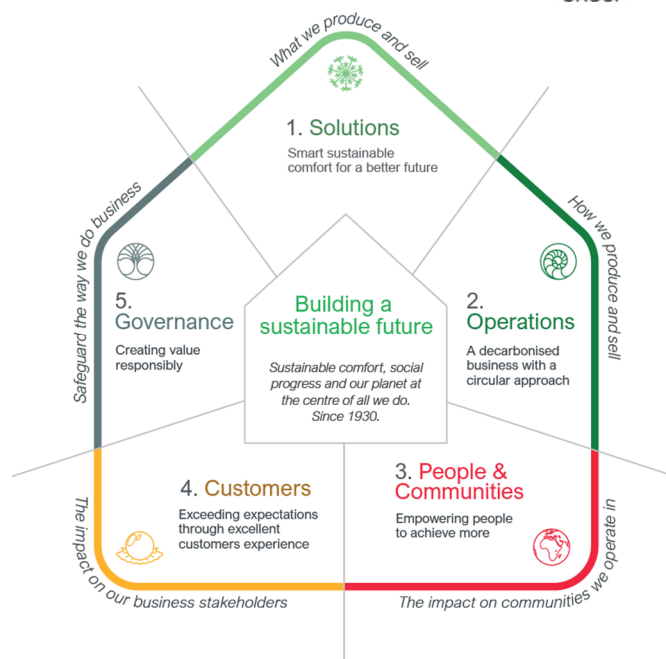 What we produce and sell
1. Solutions
Smart sustainable
comfort for a better future
How we produce and sell
2.
Operations
A decarbonised
business with a
circular approach
Building a
sustainable future
Sustainable comfort, social
progress and our planet at
the centre of all we do.
Since 1930.
Safeguard the way we do business
5.
Governance
Creating value
responsibly
3. People &
Communities
Empowering people
to achieve more
The impact on communities we operate in
4. Customers
Exceeding expectations
through excellent
customers experience
The impact on our business stakeholders